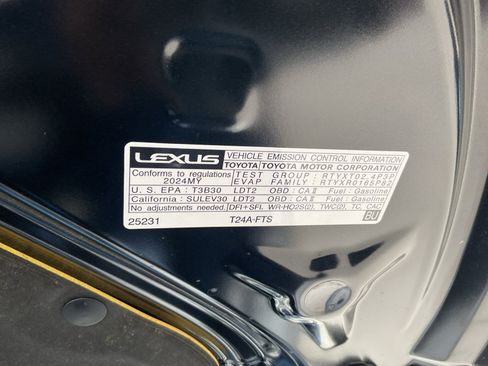 LEXUS VEHICLE EMISSION CONTROL INFORMATION
TOYOTA/TOYOTA MOTOR CORPORATION
Conforms to regulations TEST GROUP : RTYXT02.4P3P
2024MY EVAP FAMILY : RTYXR0165P82
U. S. EPA : T3B30 LDT2 OBD : CA II Fuel : Gasoline
California : SULEV30 LDT2 OBD : CA II Fuel : Gasoline
No adjustments needed. DFI+SFI, WR-HO2S(2), TWC(2), TC, CAC
25231 T24A-FTS BU